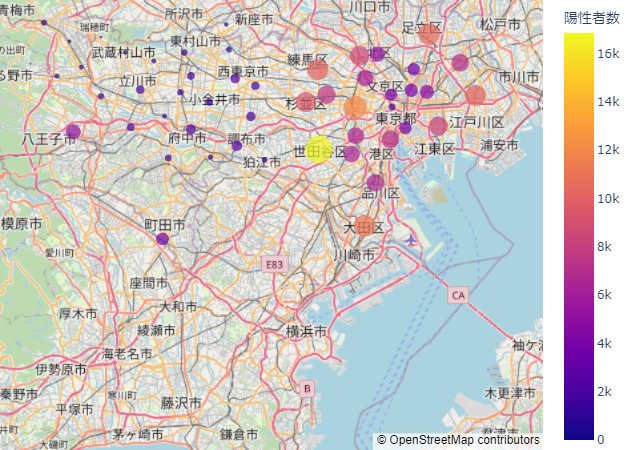 青梅市
所沢市
新座市
川口市
足立区
松戸市
陽性者数
瑞穂町
東村山市
北区
武蔵村山市
練馬区
16k
西東京市
立川市
文京区
市川市
小金井市
杉並区
14k
東京都
江戸川区
八王子市
府中市
調布市
世田谷区
江東区
浦安市
12k
狛江市
港区
品川区
10k
模原市
町田市
大田区
愛川町
川崎市
8k
E83
座間市
CA
6k
厚木市
大和市
綾瀬市
横浜市
4k
海老名市
伊勢原市
B
秦野市
寒川町
木更津市
2k
平塚市
藤沢市
茅ヶ崎市
鎌倉市
大磯町
© OpenStreetMap contributors
0